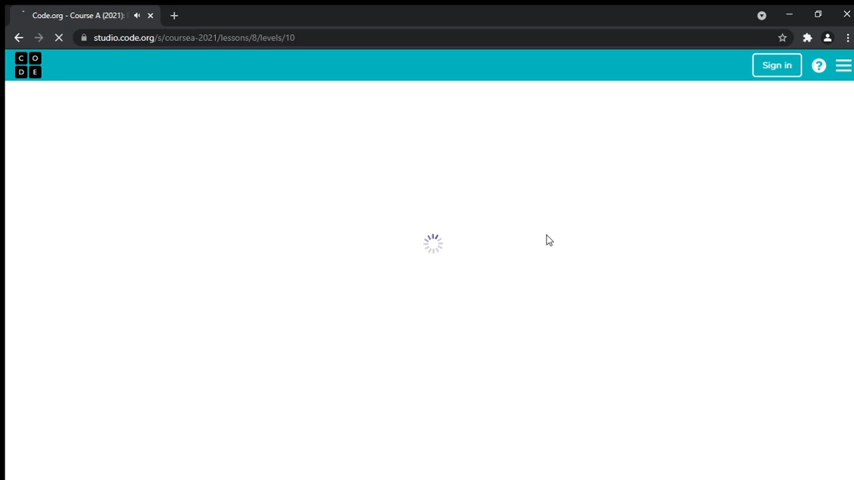 Code.org - Course A (2021):
studio.code.org/s/coursea-2021/lessons/8/levels/10
C O
D E
Sign in
?